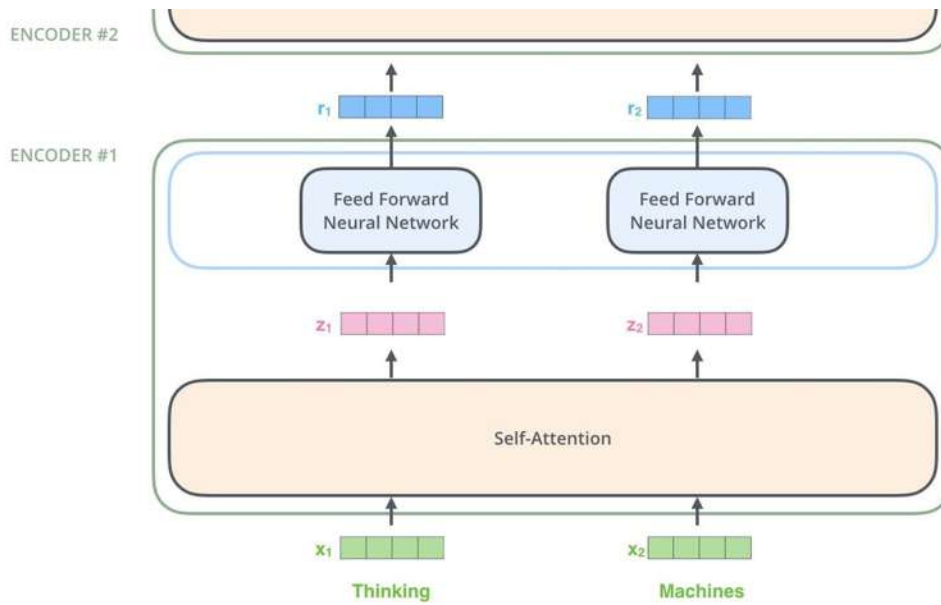 ENCODER #2
r₁ r₂
ENCODER #1
Feed Forward
Neural Network
Feed Forward
Neural Network
z₁ z₂
Self-Attention
x₁ x₂
Thinking Machines